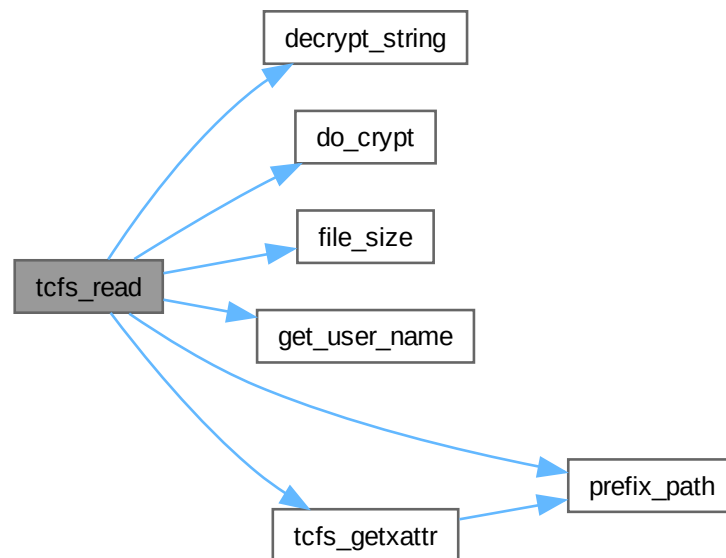 decrypt_string
do_crypt
file_size
tcfs_read
get_user_name
prefix_path
tcfs_getxattr